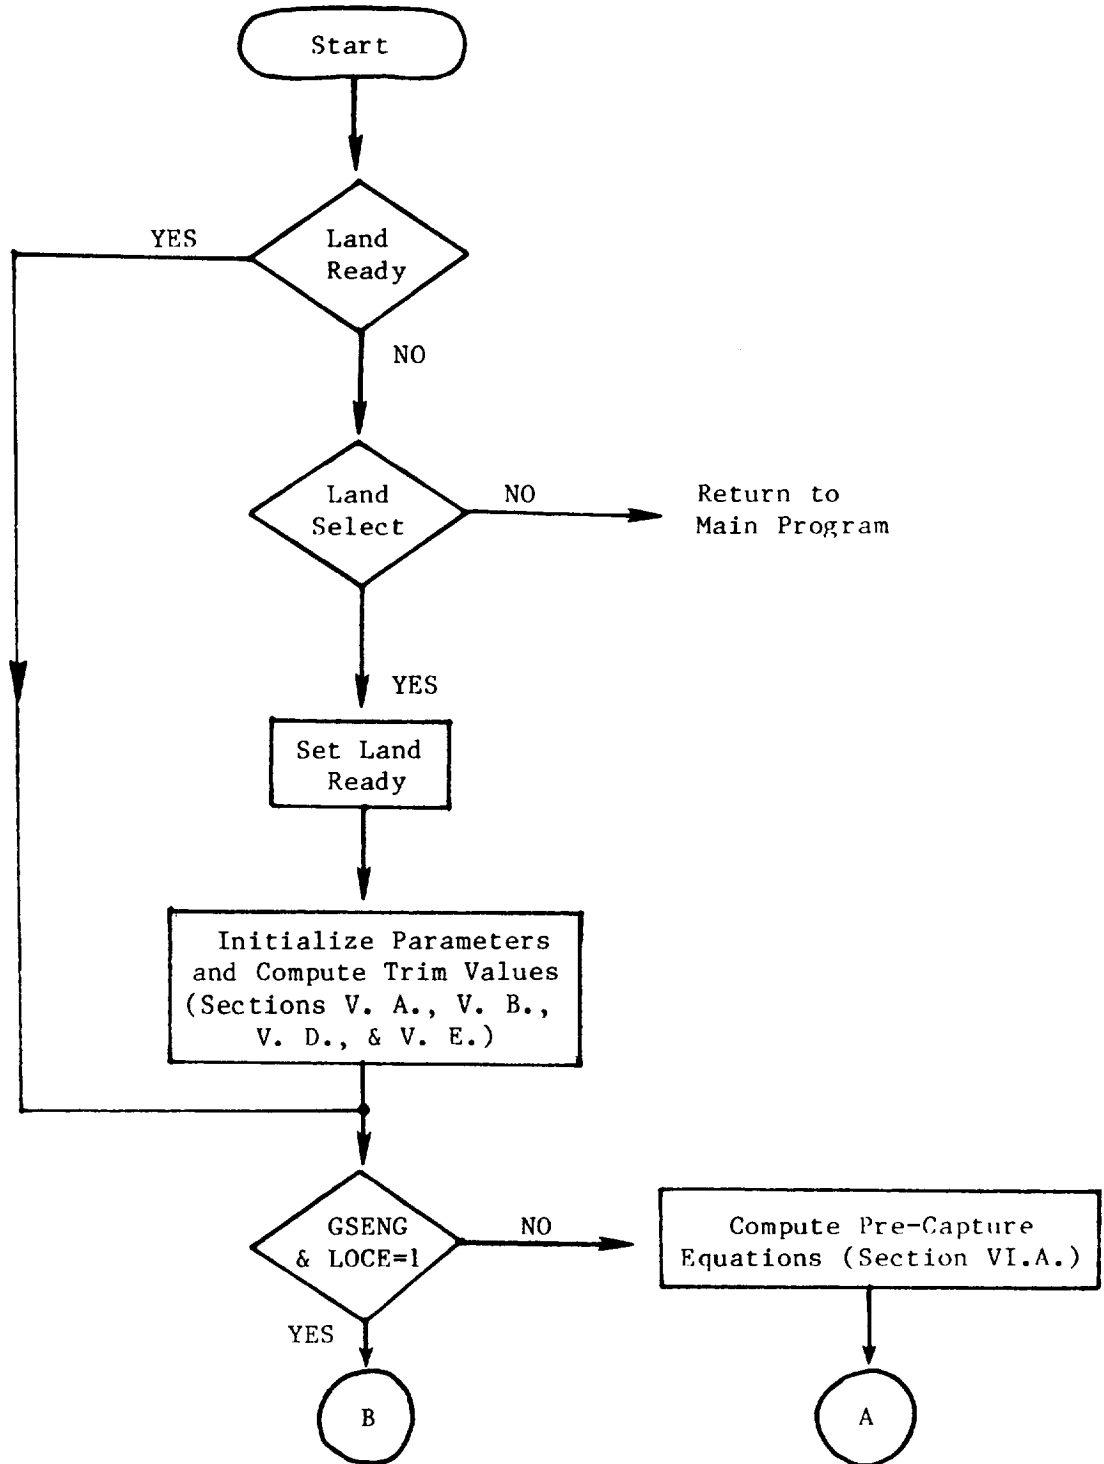 Start
Land
Ready
YES
NO
Land
Select
NO
Return to
Main Program
YES
Set Land
Ready
Initialize Parameters
and Compute Trim Values
(Sections V. A., V. B.,
V. D., & V. E.)
GSENG
& LOCE=1
NO
Compute Pre-Capture
Equations (Section VI.A.)
YES
B
A